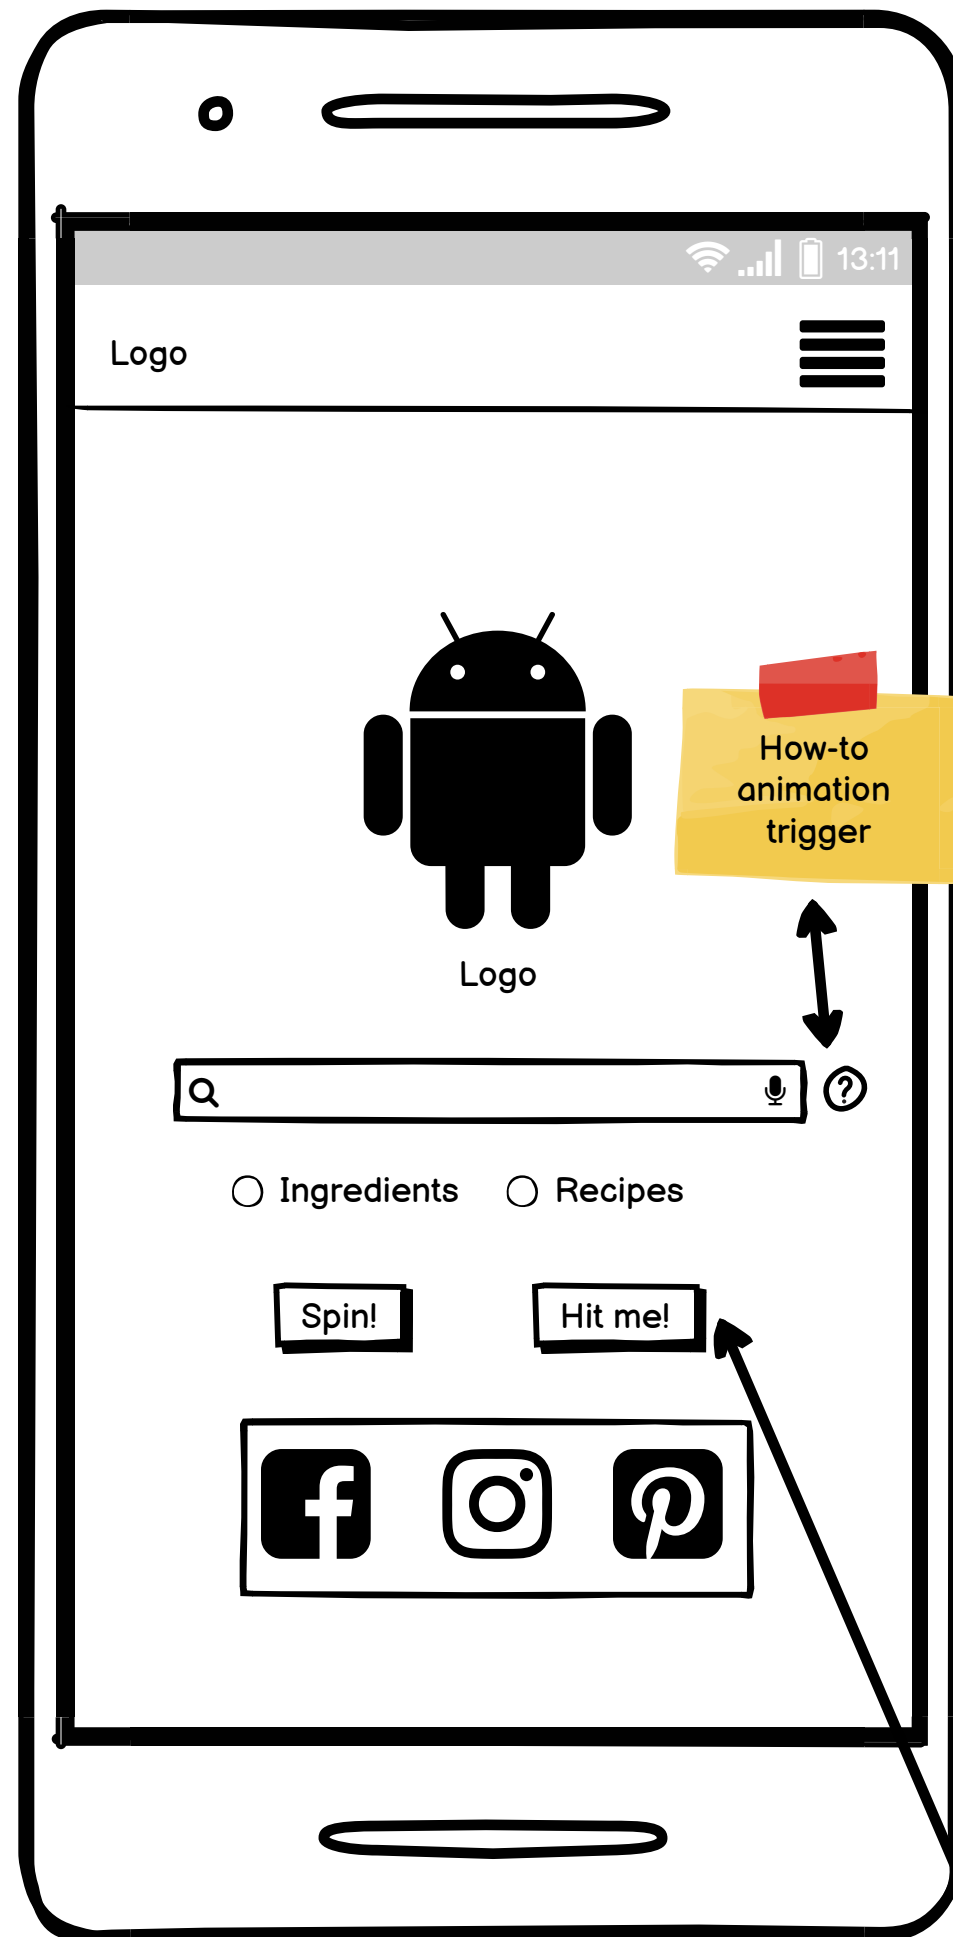 13:11
Logo
How-to
animation
trigger
Logo
?
Ingredients Recipes
Spin! Hit me!